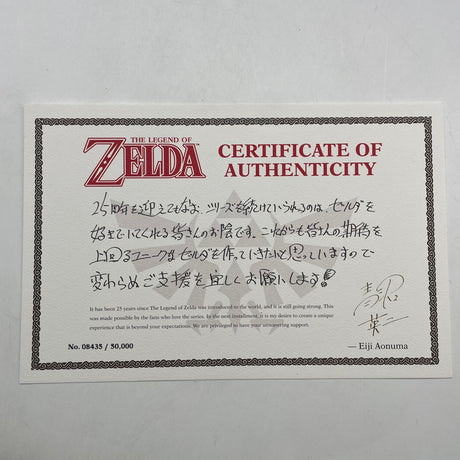 THE LEGEND OF
ZELDA
CERTIFICATE OF
AUTHENTICITY
25周年を迎えてもなお、シリーズを続けていられるのは、ゼルダを
好きでいてくれる皆さんのお陰です。これからも皆さんの期待を
上回るユニークなゼルダを作っていきたいと思っていますので
変わらぬご支援を宜しくお願いします!
青沼
英二
It has been 25 years since The Legend of Zelda was introduced to the world, and it is still going strong. This
was made possible by the fans who love the series. In the next installment, it is my desire to create a unique
experience that is beyond your expectations. We are privileged to have your unwavering support.
No. 08435 / 50,000
— Eiji Aonuma